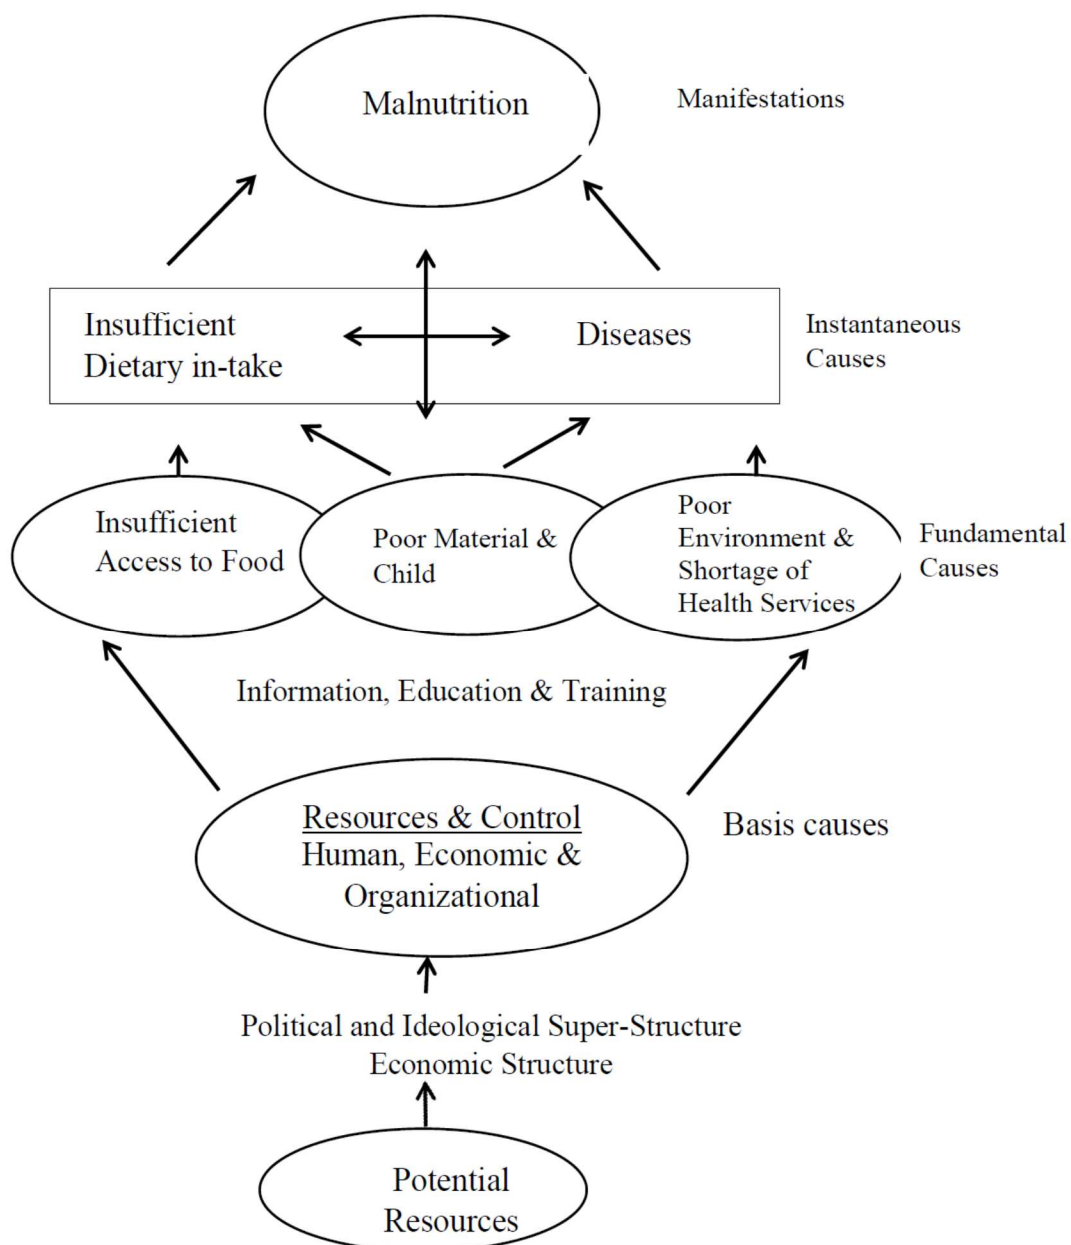 Malnutrition
Manifestations
Insufficient
Dietary in-take
Diseases
Instantaneous
Causes
Insufficient
Access to Food
Poor Material &
Child
Poor
Environment &
Shortage of
Health Services
Fundamental
Causes
Information, Education & Training
Resources & Control
Human, Economic &
Organizational
Basis causes
Political and Ideological Super-Structure
Economic Structure
Potential
Resources